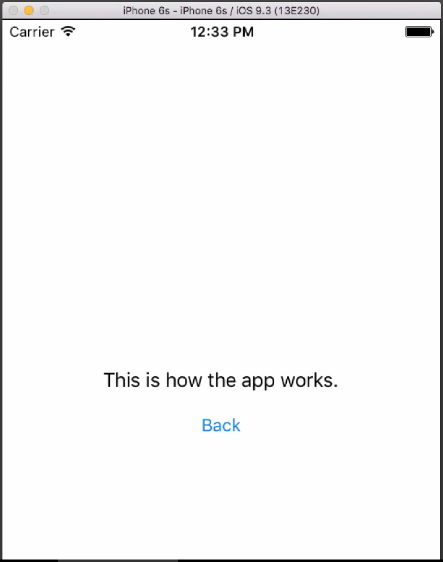 iPhone 6s - iPhone 6s / iOS 9.3 (13E230)
Carrier 12:33 PM
This is how the app works.
Back